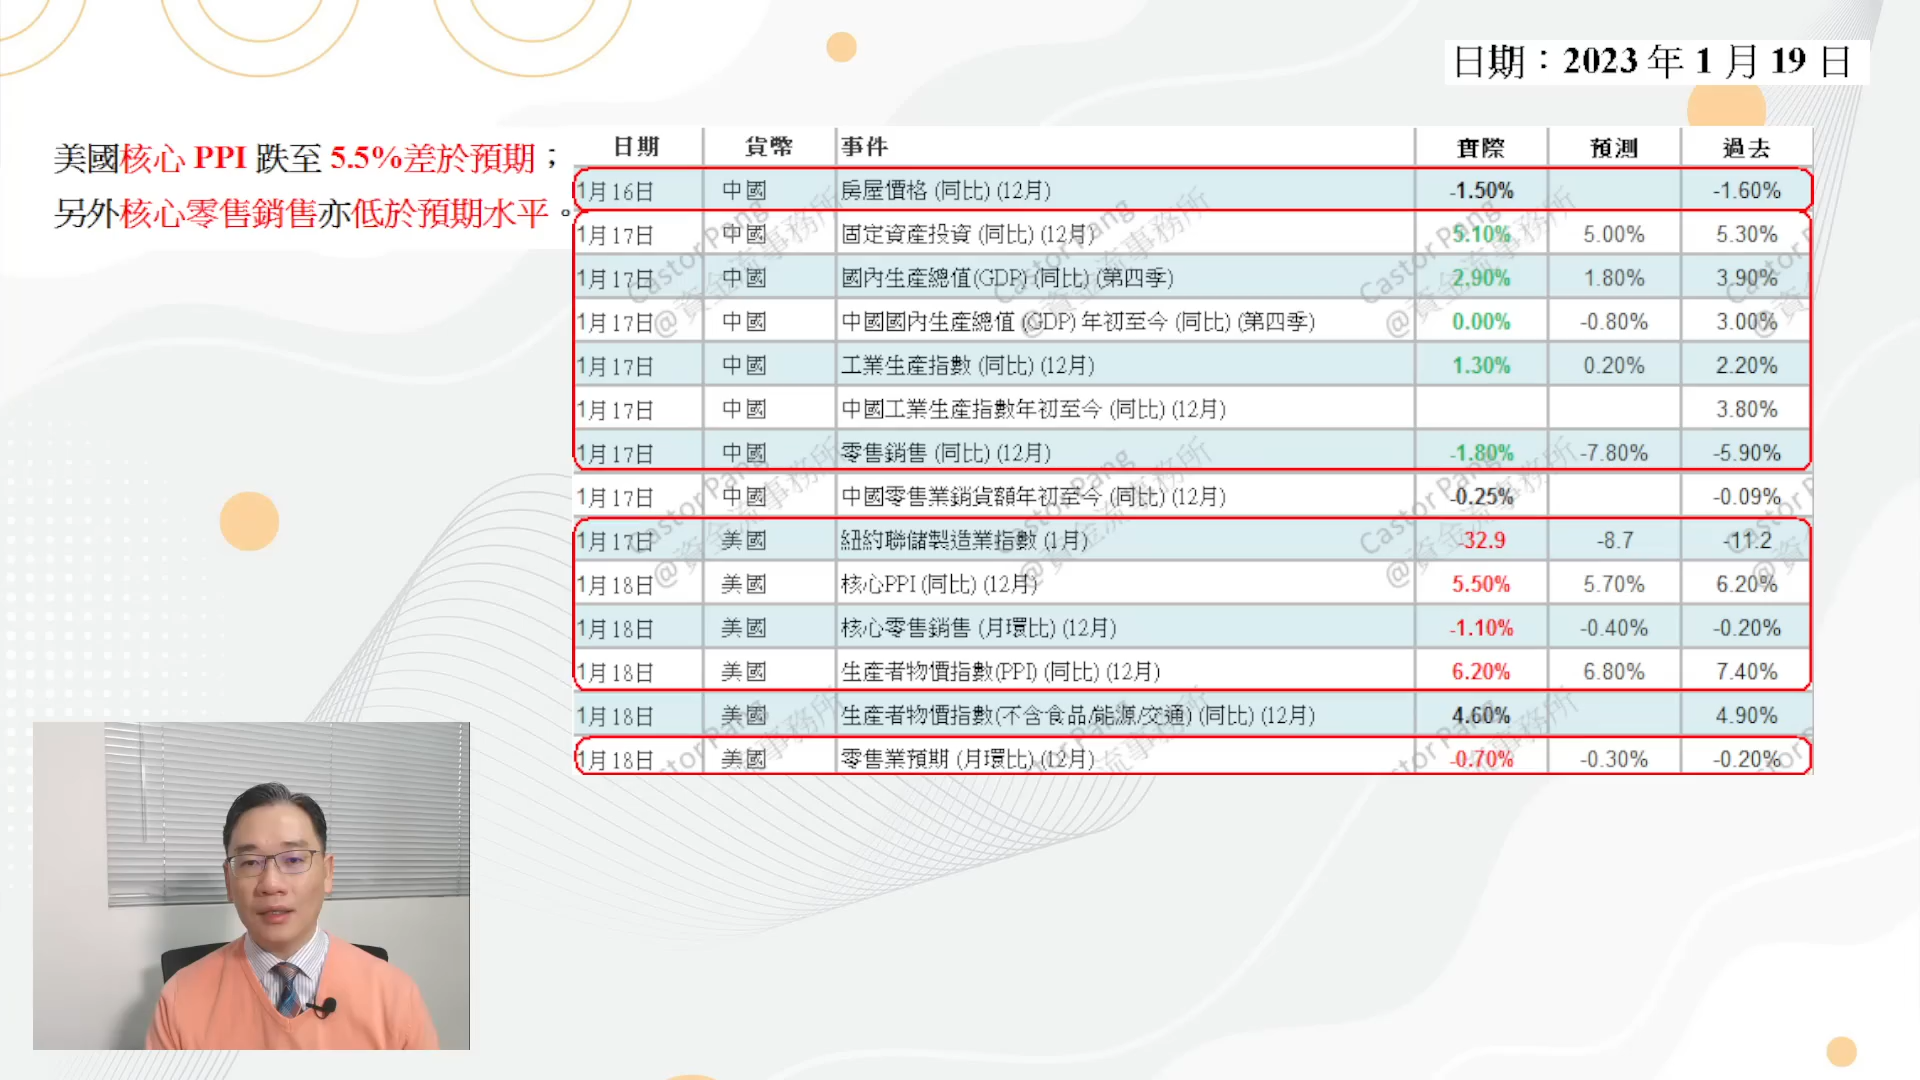 日期：2023 年 1 月 19 日
美國核心 PPI 跌至 5.5%差於預期；
另外核心零售銷售亦低於預期水平。
日期 貨幣 事件 實際 預測 過去
1月16日 中國 房屋價格 (同比) (12月) -1.50% -1.60%
1月17日 中國 固定資產投資 (同比) (12月) 5.10% 5.00% 5.30%
1月17日 中國 國內生產總值(GDP) (同比) (第四季) 2.90% 1.80% 3.90%
1月17日 中國 中國國內生產總值 (GDP) 年初至今 (同比) (第四季) 0.00% -0.80% 3.00%
1月17日 中國 工業生產指數 (同比) (12月) 1.30% 0.20% 2.20%
1月17日 中國 中國工業生產指數年初至今 (同比) (12月) 3.80%
1月17日 中國 零售銷售 (同比) (12月) -1.80% -7.80% -5.90%
1月17日 中國 中國零售業銷貨額年初至今 (同比) (12月) -0.25% -0.09%
1月17日 美國 紐約聯儲製造業指數 (1月) -32.9 -8.7 -11.2
1月18日 美國 核心PPI (同比) (12月) 5.50% 5.70% 6.20%
1月18日 美國 核心零售銷售 (月環比) (12月) -1.10% -0.40% -0.20%
1月18日 美國 生產者物價指數(PPI) (同比) (12月) 6.20% 6.80% 7.40%
1月18日 美國 生產者物價指數(不含食品/能源/交通) (同比) (12月) 4.60% 4.90%
1月18日 美國 零售業預期 (月環比) (12月) -0.70% -0.30% -0.20%
Castor Pang
@資金流事務所